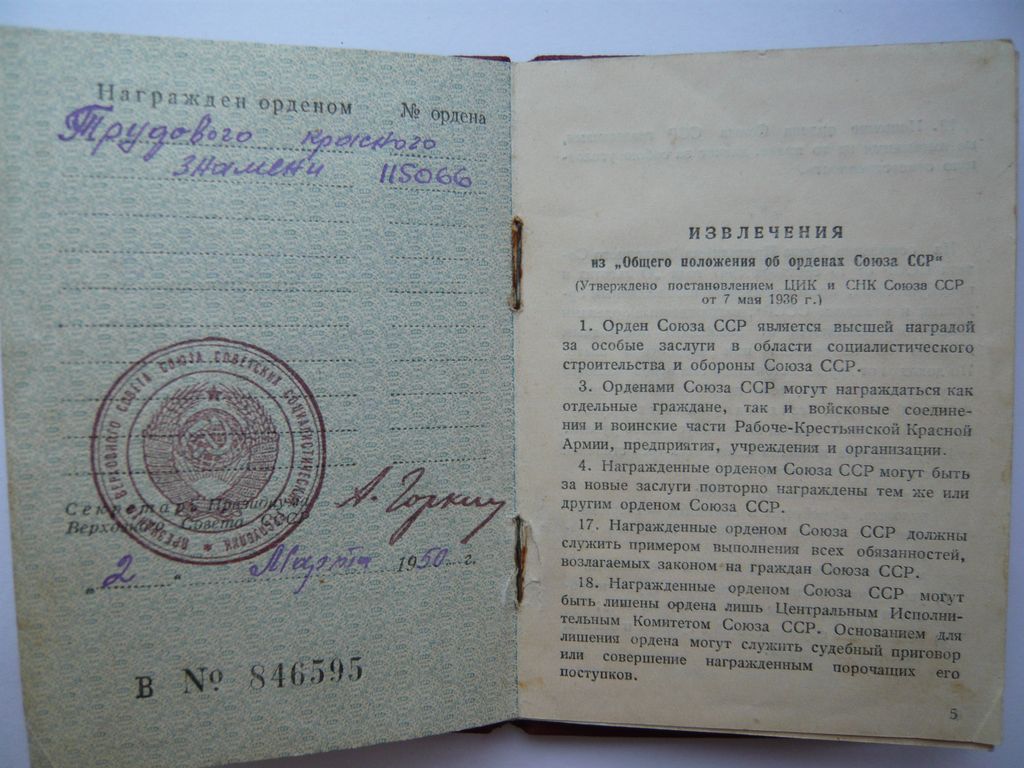 Награжден орденом № ордена
Трудового красного
знамени 115066
ПРЕЗИДИУМ ВЕРХОВНОГО СОВЕТА СОЮЗА СОВЕТСКИХ СОЦИАЛИСТИЧЕСКИХ РЕСПУБЛИК
Секретарь Президиума
Верховного Совета СССР
А. Горкин
„2“ Марта 1950 г.
В № 846595
ИЗВЛЕЧЕНИЯ
из „Общего положения об орденах Союза ССР“
(Утверждено постановлением ЦИК и СНК Союза ССР
от 7 мая 1936 г.)
1. Орден Союза ССР является высшей наградой
за особые заслуги в области социалистического
строительства и обороны Союза ССР.
3. Орденами Союза ССР могут награждаться как
отдельные граждане, так и войсковые соедине-
ния и воинские части Рабоче-Крестьянской Красной
Армии, предприятия, учреждения и организации.
4. Награжденные орденом Союза ССР могут быть
за новые заслуги повторно награждены тем же или
другим орденом Союза ССР.
17. Награжденные орденом Союза ССР должны
служить примером выполнения всех обязанностей,
возлагаемых законом на граждан Союза ССР.
18. Награжденные орденом Союза ССР могут
быть лишены ордена лишь Центральным Исполни-
тельным Комитетом Союза ССР. Основанием для
лишения ордена могут служить судебный приговор
или совершение награжденным порочащих его
поступков.
5